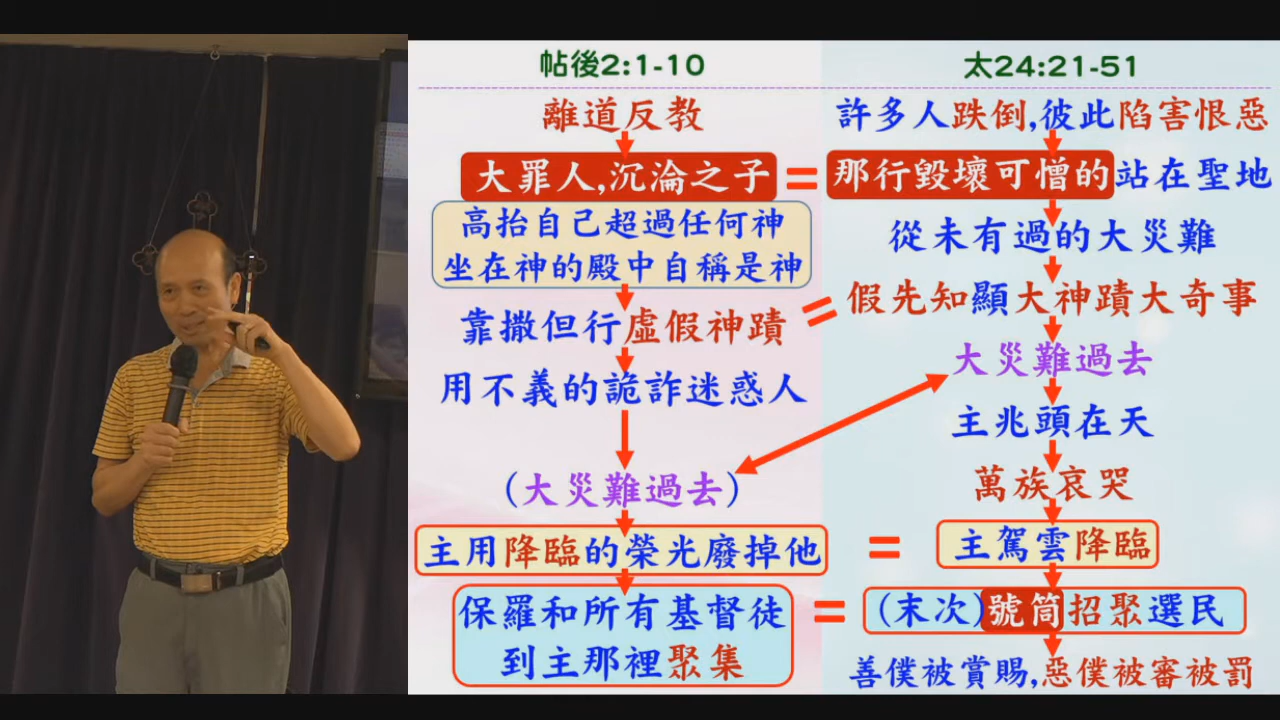 帖後2:1-10
離道反教
大罪人,沉淪之子
高抬自己超過任何神
坐在神的殿中自稱是神
靠撒但行虛假神蹟
用不義的詭詐迷惑人
(大災難過去)
主用降臨的榮光廢掉他
保羅和所有基督徒
到主那裡聚集
=
=
=
=
太24:21-51
許多人跌倒,彼此陷害恨惡
那行毀壞可憎的站在聖地
從未有過的大災難
假先知顯大神蹟大奇事
大災難過去
主兆頭在天
萬族哀哭
主駕雲降臨
(末次)號筒招聚選民
善僕被賞賜,惡僕被審被罰